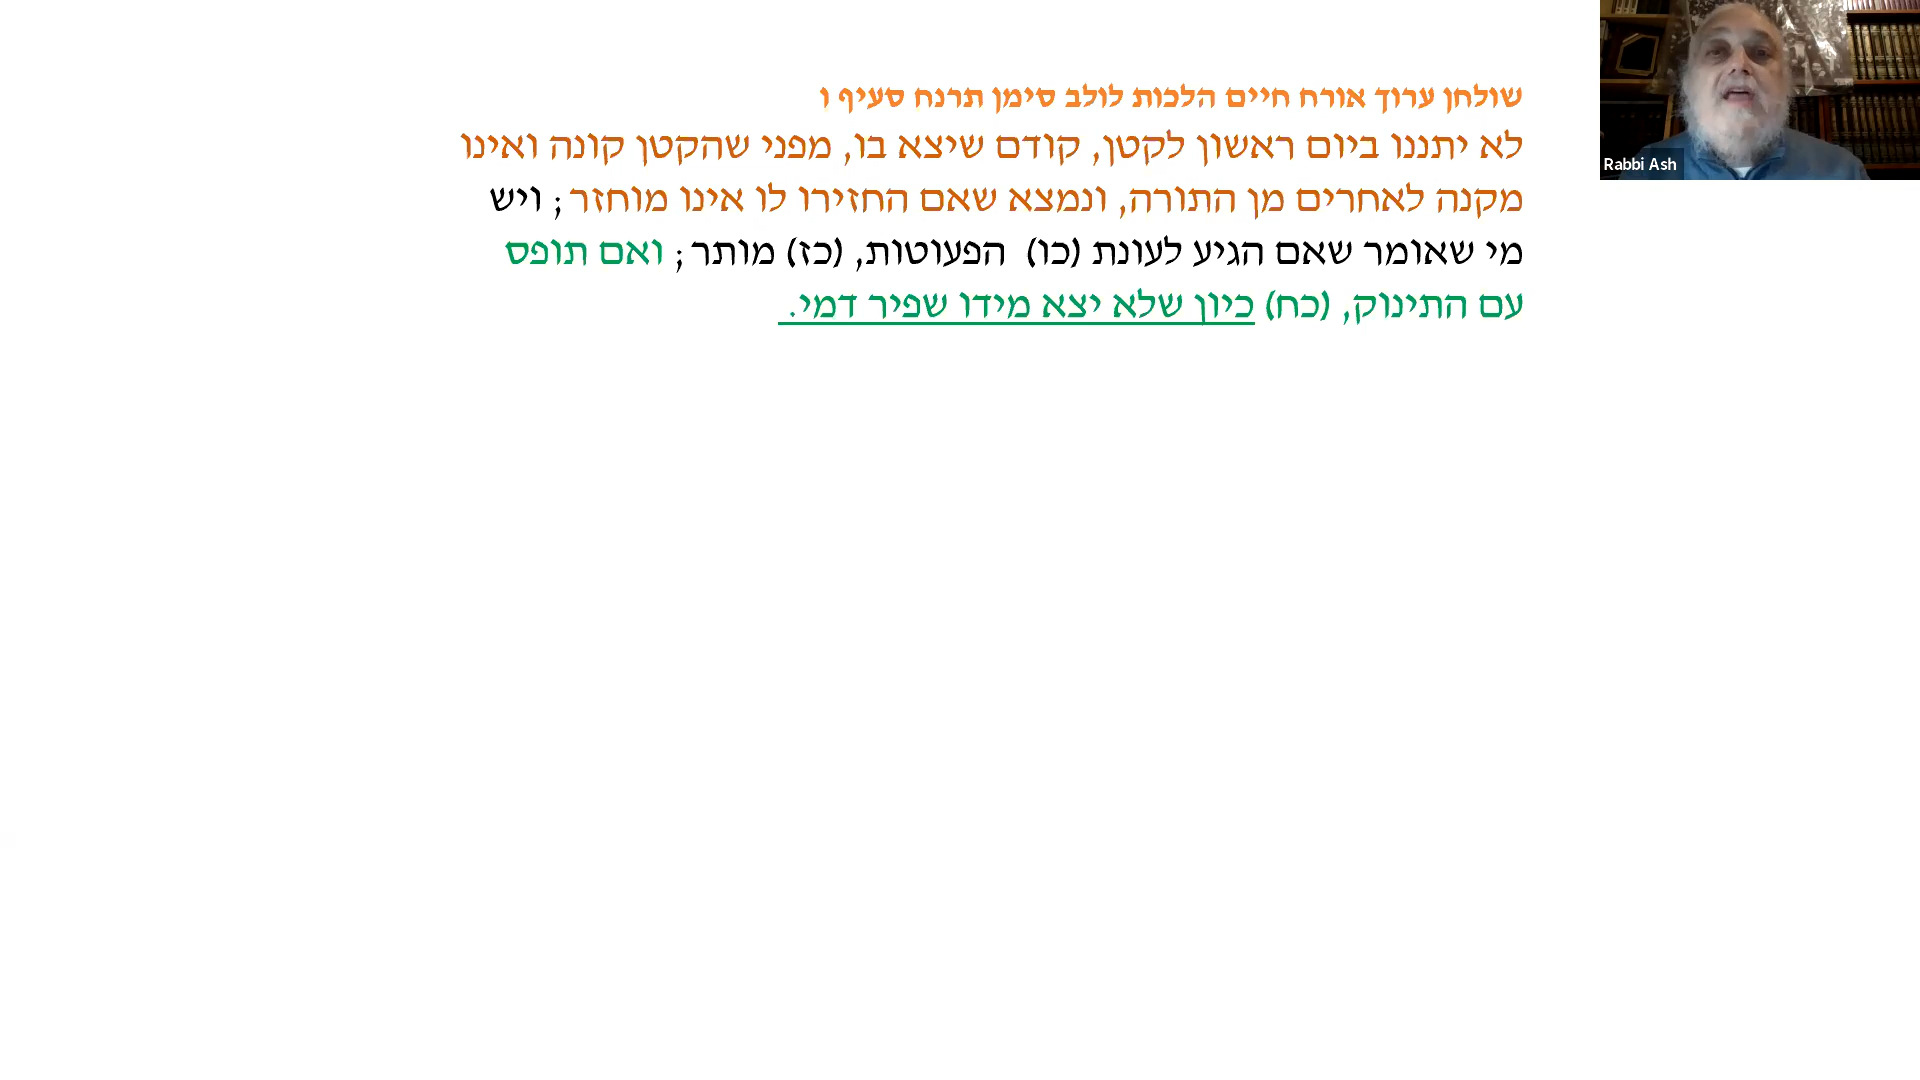 שולחן ערוך אורח חיים הלכות לולב סימן תרנח סעיף ו
לא יתננו ביום ראשון לקטן, קודם שיצא בו, מפני שהקטן קונה ואינו
מקנה לאחרים מן התורה, ונמצא שאם החזירו לו אינו מוחזר; ויש
מי שאומר שאם הגיע לעונת (כו) הפעוטות, (כז) מותר; ואם תופס
עם התינוק, (כח) כיון שלא יצא מידו שפיר דמי.
Rabbi Ash